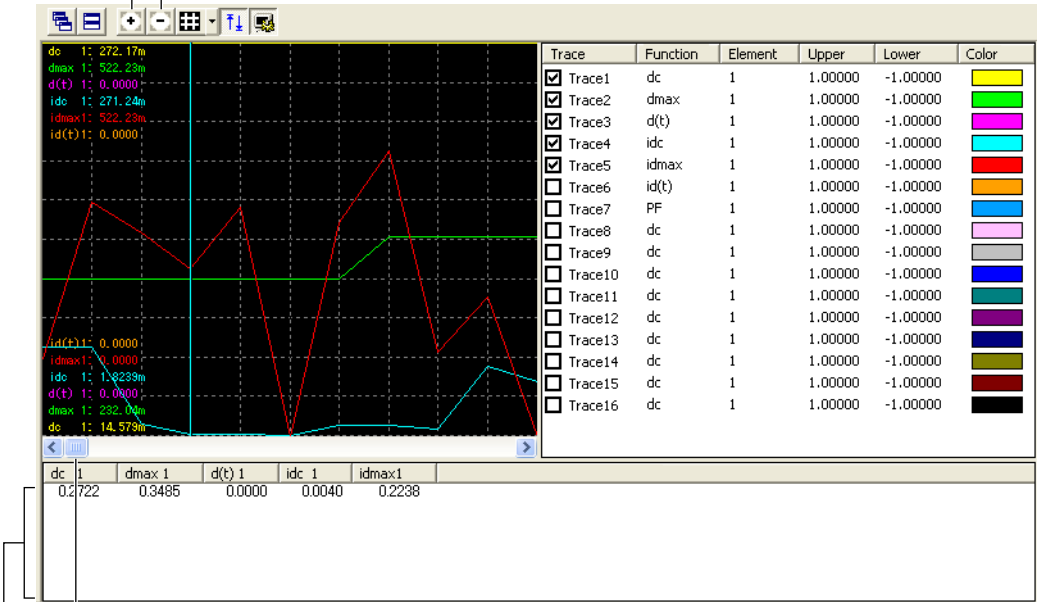 dc 1: 272.17m
dmax 1: 522.23m
d(t) 1: 0.0000
idc 1: 271.24m
idmax1: 522.23m
id(t)1: 0.0000
id(t)1: 0.0000
idmax1: 0.0000
idc 1: 1.8239m
d(t) 1: 0.0000
dmax 1: 232.04m
dc 1: 14.579m
Trace Function Element Upper Lower Color
Trace1 dc 1 1.00000 -1.00000
Trace2 dmax 1 1.00000 -1.00000
Trace3 d(t) 1 1.00000 -1.00000
Trace4 idc 1 1.00000 -1.00000
Trace5 idmax 1 1.00000 -1.00000
Trace6 id(t) 1 1.00000 -1.00000
Trace7 PF 1 1.00000 -1.00000
Trace8 dc 1 1.00000 -1.00000
Trace9 dc 1 1.00000 -1.00000
Trace10 dc 1 1.00000 -1.00000
Trace11 dc 1 1.00000 -1.00000
Trace12 dc 1 1.00000 -1.00000
Trace13 dc 1 1.00000 -1.00000
Trace14 dc 1 1.00000 -1.00000
Trace15 dc 1 1.00000 -1.00000
Trace16 dc 1 1.00000 -1.00000
dc 1 dmax 1 d(t) 1 idc 1 idmax1
0.2722 0.3485 0.0000 0.0040 0.2238